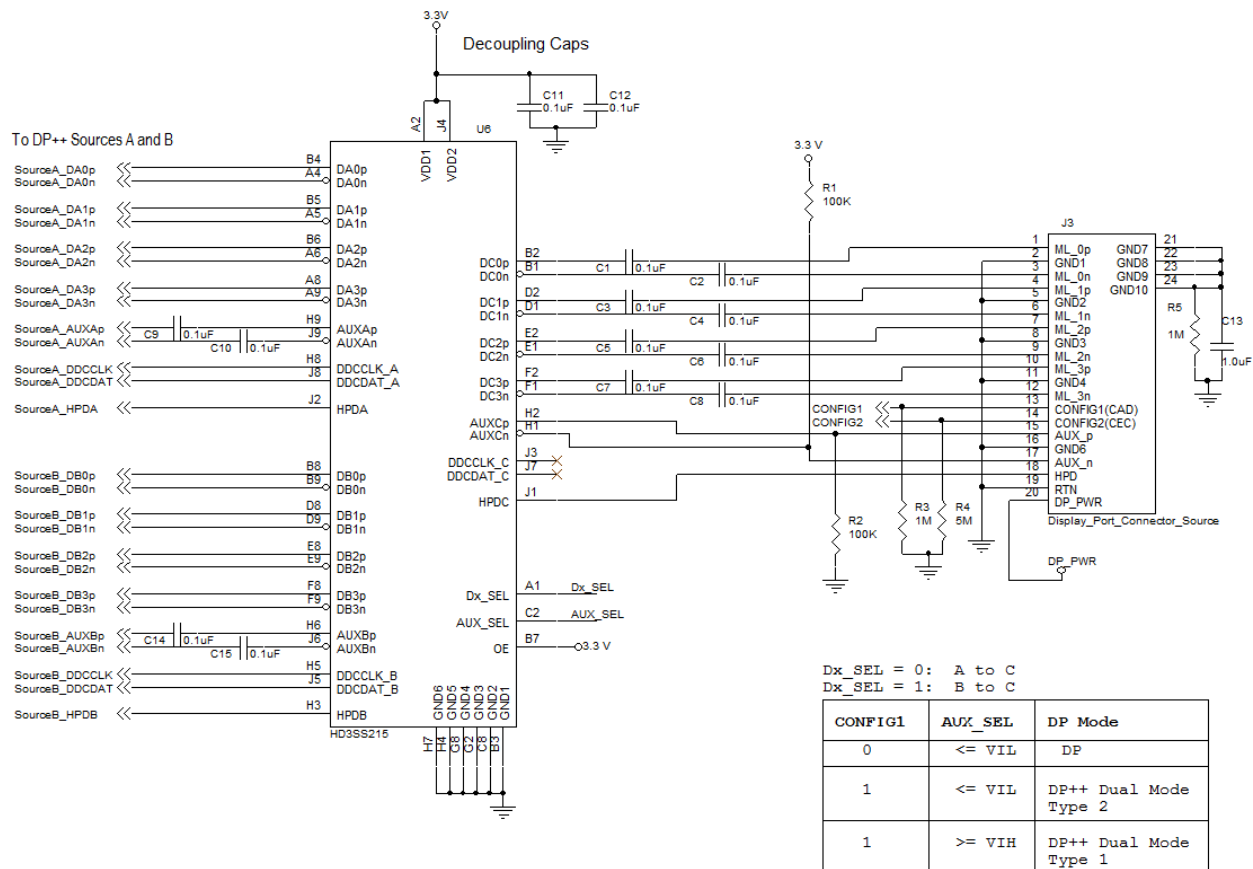 3.3V
Decoupling Caps
C11
0.1uF
C12
0.1uF
A2
J4
U6
To DP++ Sources A and B
VDD1
VDD2
SourceA_DA0p B4 DA0p
SourceA_DA0n A4 DA0n
SourceA_DA1p B5 DA1p
SourceA_DA1n A5 DA1n
SourceA_DA2p B6 DA2p
SourceA_DA2n A6 DA2n
SourceA_DA3p A8 DA3p
SourceA_DA3n A9 DA3n
SourceA_AUXAp C9 0.1uF H9 AUXAp
SourceA_AUXAn C10 0.1uF J9 AUXAn
SourceA_DDCCLK H8 DDCCLK_A
SourceA_DDCDAT J8 DDCDAT_A
SourceA_HPDA J2 HPDA
SourceB_DB0p B8 DB0p
SourceB_DB0n B9 DB0n
SourceB_DB1p D8 DB1p
SourceB_DB1n D9 DB1n
SourceB_DB2p E8 DB2p
SourceB_DB2n E9 DB2n
SourceB_DB3p F8 DB3p
SourceB_DB3n F9 DB3n
SourceB_AUXBp C14 0.1uF H6 AUXBp
SourceB_AUXBn C15 0.1uF J6 AUXBn
SourceB_DDCCLK H5 DDCCLK_B
SourceB_DDCDAT J5 DDCDAT_B
SourceB_HPDB H3 HPDB
HD3SS215
DC0p B2 C1 0.1uF
DC0n B1 C2 0.1uF
DC1p D2 C3 0.1uF
DC1n D1 C4 0.1uF
DC2p E2 C5 0.1uF
DC2n E1 C6 0.1uF
DC3p F2 C7 0.1uF
DC3n F1 C8 0.1uF
AUXCp H2
AUXCn H1
DDCCLK_C J3
DDCDAT_C J7
HPDC J1
Dx_SEL A1 Dx_SEL
AUX_SEL C2 AUX_SEL
OE B7 3.3 V
GND6 GND5 GND4 GND3 GND2 GND1
H7 H4 G8 G2 C8 B3
3.3 V
R1
100K
R2
100K
CONFIG1
CONFIG2
R3
1M
R4
5M
J3
1 ML_0p GND7 21
2 GND1 GND8 22
3 ML_0n GND9 23
4 ML_1p GND10 24
5 GND2
6 ML_1n
7 ML_2p
8 GND3
9 ML_2n
10 ML_3p
11 GND4
12 ML_3n
13 CONFIG1(CAD)
14 CONFIG2(CEC)
15 AUX_p
16 GND6
17 AUX_n
18 HPD
19 RTN
20 DP_PWR
Display_Port_Connector_Source
R5
1M
C13
1.0uF
DP_PWR
Dx_SEL = 0: A to C
Dx_SEL = 1: B to C
CONFIG1 AUX_SEL DP Mode
0 <= VIL DP
1 <= VIL DP++ Dual Mode
Type 2
1 >= VIH DP++ Dual Mode
Type 1